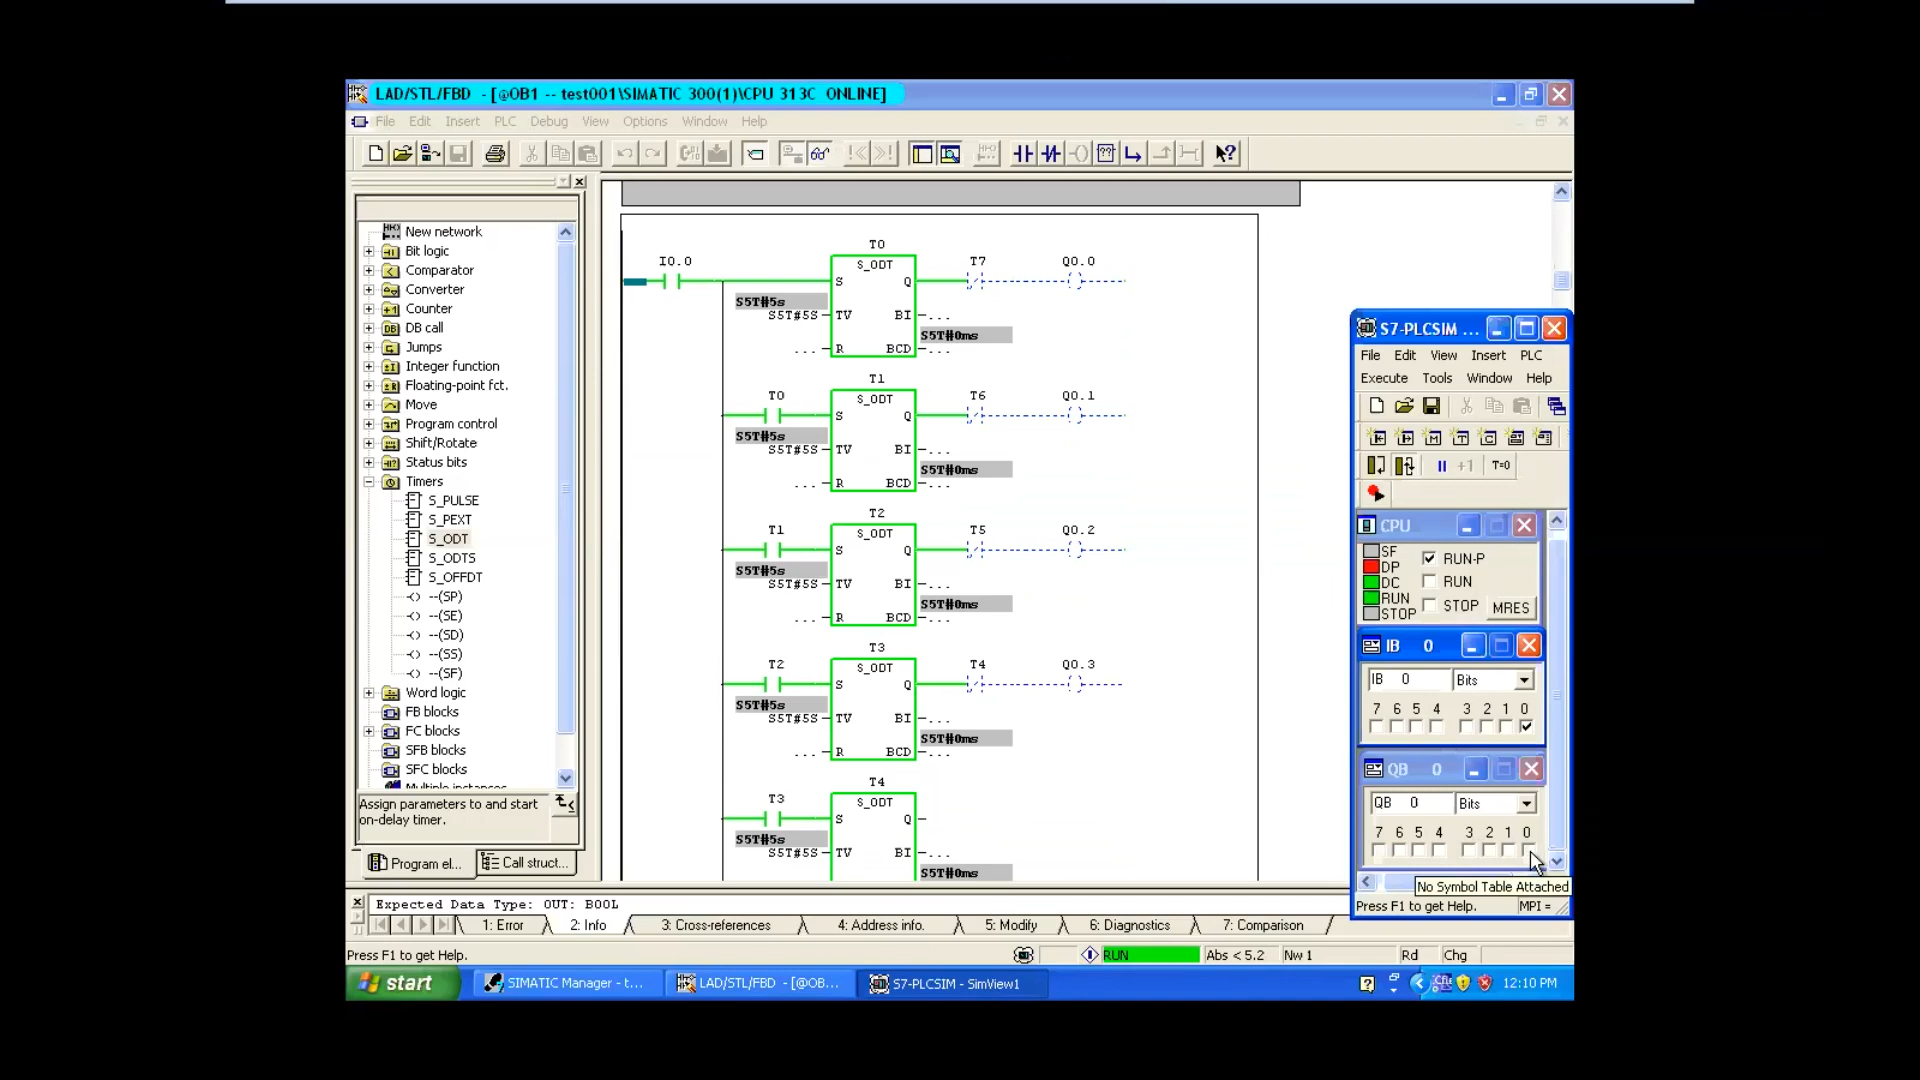 LAD/STL/FBD - [@OB1 -- test001\SIMATIC 300(1)\CPU 313C ONLINE]
File Edit Insert PLC Debug View Options Window Help
New network
Bit logic
Comparator
Converter
Counter
DB call
Jumps
Integer function
Floating-point fct.
Move
Program control
Shift/Rotate
Status bits
Timers
S_PULSE
S_PEXT
S_ODT
S_ODTS
S_OFFDT
--(SP)
--(SE)
--(SD)
--(SS)
--(SF)
Word logic
FB blocks
FC blocks
SFB blocks
SFC blocks
Multiple instances
Assign parameters to and start
on-delay timer.
Program el... Call struct...
T0
I0.0 S_ODT T7 Q0.0
S Q
S5T#5s
S5T#5S TV BI ...
S5T#0ms
... R BCD ...
T1
T0 S_ODT T6 Q0.1
S Q
S5T#5s
S5T#5S TV BI ...
S5T#0ms
... R BCD ...
T2
T1 S_ODT T5 Q0.2
S Q
S5T#5s
S5T#5S TV BI ...
S5T#0ms
... R BCD ...
T3
T2 S_ODT T4 Q0.3
S Q
S5T#5s
S5T#5S TV BI ...
S5T#0ms
... R BCD ...
T4
T3 S_ODT
S Q
S5T#5s
S5T#5S TV BI ...
S5T#0ms
S7-PLCSIM ...
File Edit View Insert PLC
Execute Tools Window Help
+1 T=0
CPU
SF
DP RUN-P
DC RUN
RUN STOP MRES
STOP
IB 0
IB 0 Bits
7 6 5 4 3 2 1 0
QB 0
QB 0 Bits
7 6 5 4 3 2 1 0
No Symbol Table Attached
Press F1 to get Help. MPI =
Expected Data Type: OUT: BOOL
1: Error 2: Info 3: Cross-references 4: Address info. 5: Modify 6: Diagnostics 7: Comparison
Press F1 to get Help. RUN Abs < 5.2 Nw 1 Rd Chg
start SIMATIC Manager - t... LAD/STL/FBD - [@OB... S7-PLCSIM - SimView1 12:10 PM